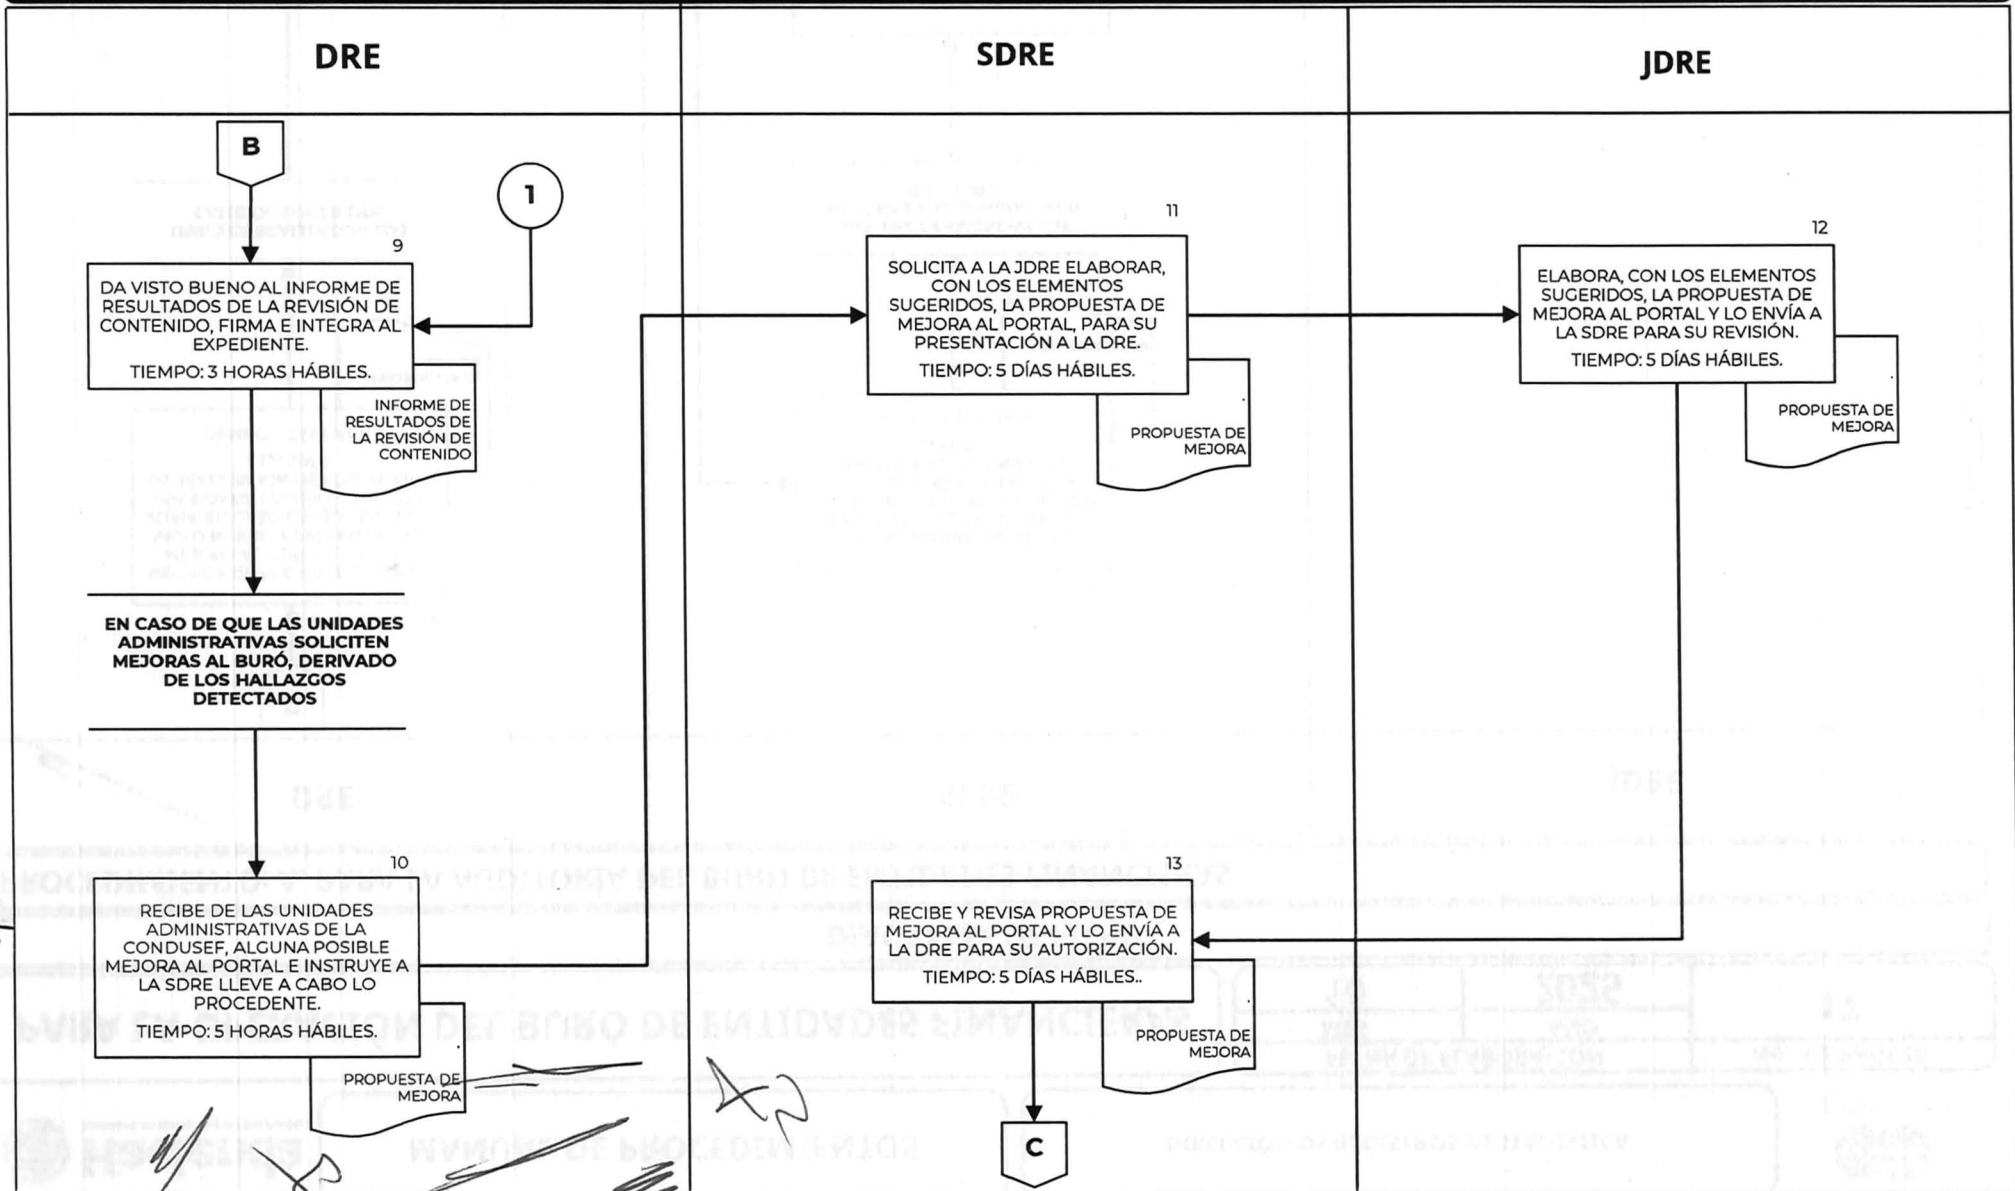 DRE
SDRE
JDRE
B
1
9
DA VISTO BUENO AL INFORME DE
RESULTADOS DE LA REVISIÓN DE
CONTENIDO, FIRMA E INTEGRA AL
EXPEDIENTE.
TIEMPO: 3 HORAS HÁBILES.
INFORME DE
RESULTADOS DE
LA REVISIÓN DE
CONTENIDO
EN CASO DE QUE LAS UNIDADES
ADMINISTRATIVAS SOLICITEN
MEJORAS AL BURÓ, DERIVADO
DE LOS HALLAZGOS
DETECTADOS
10
RECIBE DE LAS UNIDADES
ADMINISTRATIVAS DE LA
CONDUSEF, ALGUNA POSIBLE
MEJORA AL PORTAL E INSTRUYE A
LA SDRE LLEVE A CABO LO
PROCEDENTE.
TIEMPO: 5 HORAS HÁBILES.
PROPUESTA DE
MEJORA
11
SOLICITA A LA JDRE ELABORAR,
CON LOS ELEMENTOS
SUGERIDOS, LA PROPUESTA DE
MEJORA AL PORTAL, PARA SU
PRESENTACIÓN A LA DRE.
TIEMPO: 5 DÍAS HÁBILES.
PROPUESTA DE
MEJORA
12
ELABORA, CON LOS ELEMENTOS
SUGERIDOS, LA PROPUESTA DE
MEJORA AL PORTAL Y LO ENVÍA A
LA SDRE PARA SU REVISIÓN.
TIEMPO: 5 DÍAS HÁBILES.
PROPUESTA DE
MEJORA
13
RECIBE Y REVISA PROPUESTA DE
MEJORA AL PORTAL Y LO ENVÍA A
LA DRE PARA SU AUTORIZACIÓN.
TIEMPO: 5 DÍAS HÁBILES..
PROPUESTA DE
MEJORA
C